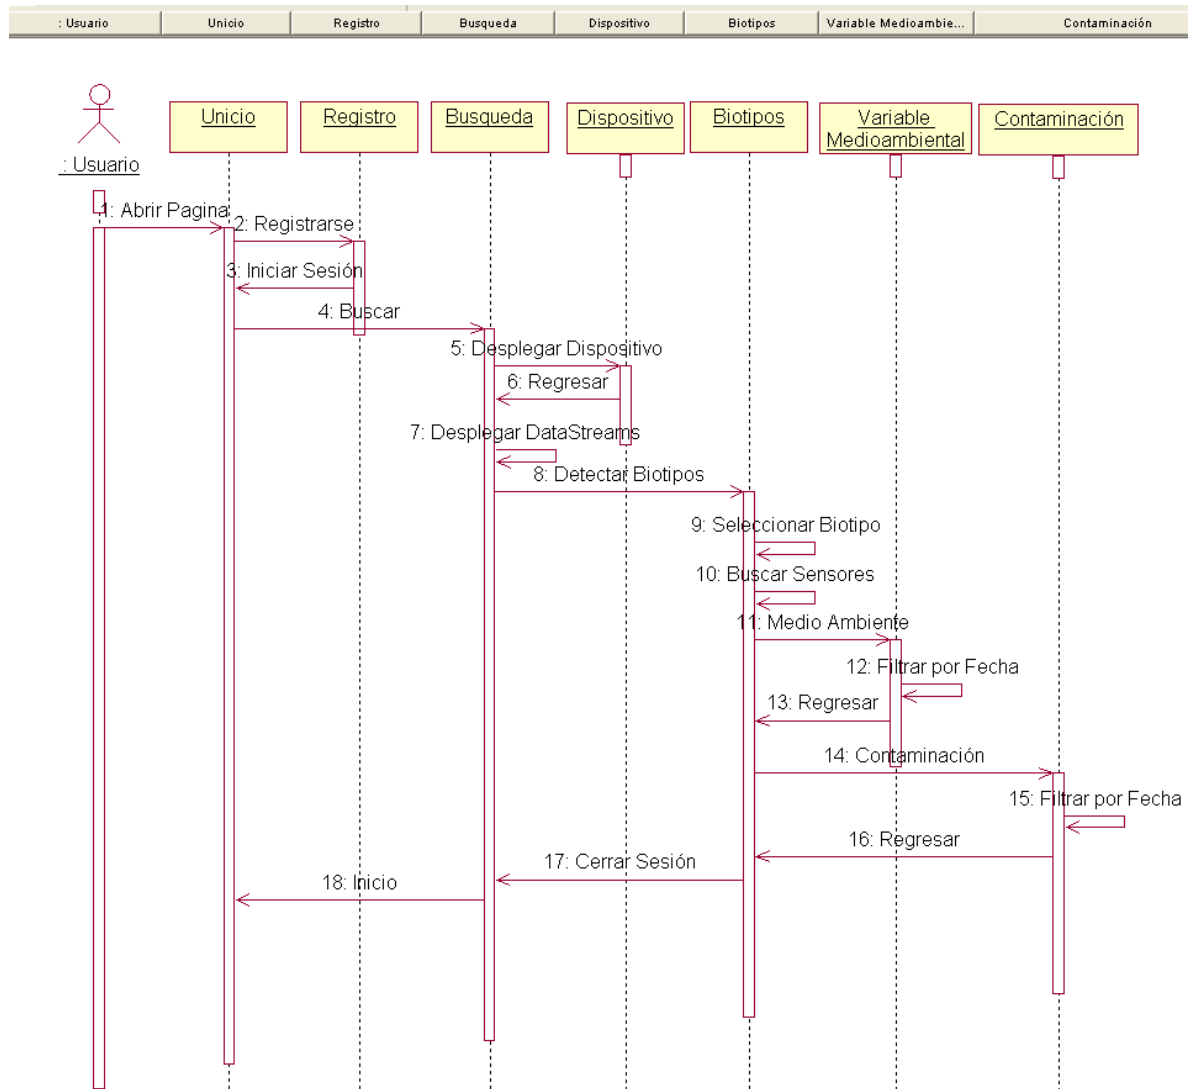 : Usuario
Unicio
Registro
Busqueda
Dispositivo
Biotipos
Variable Medioambie...
Contaminación
: Usuario
Unicio
Registro
Busqueda
Dispositivo
Biotipos
Variable
Medioambiental
Contaminación
1: Abrir Pagina
2: Registrarse
3: Iniciar Sesión
4: Buscar
5: Desplegar Dispositivo
6: Regresar
7: Desplegar DataStreams
8: Detectar Biotipos
9: Seleccionar Biotipo
10: Buscar Sensores
11: Medio Ambiente
12: Filtrar por Fecha
13: Regresar
14: Contaminación
15: Filtrar por Fecha
16: Regresar
17: Cerrar Sesión
18: Inicio